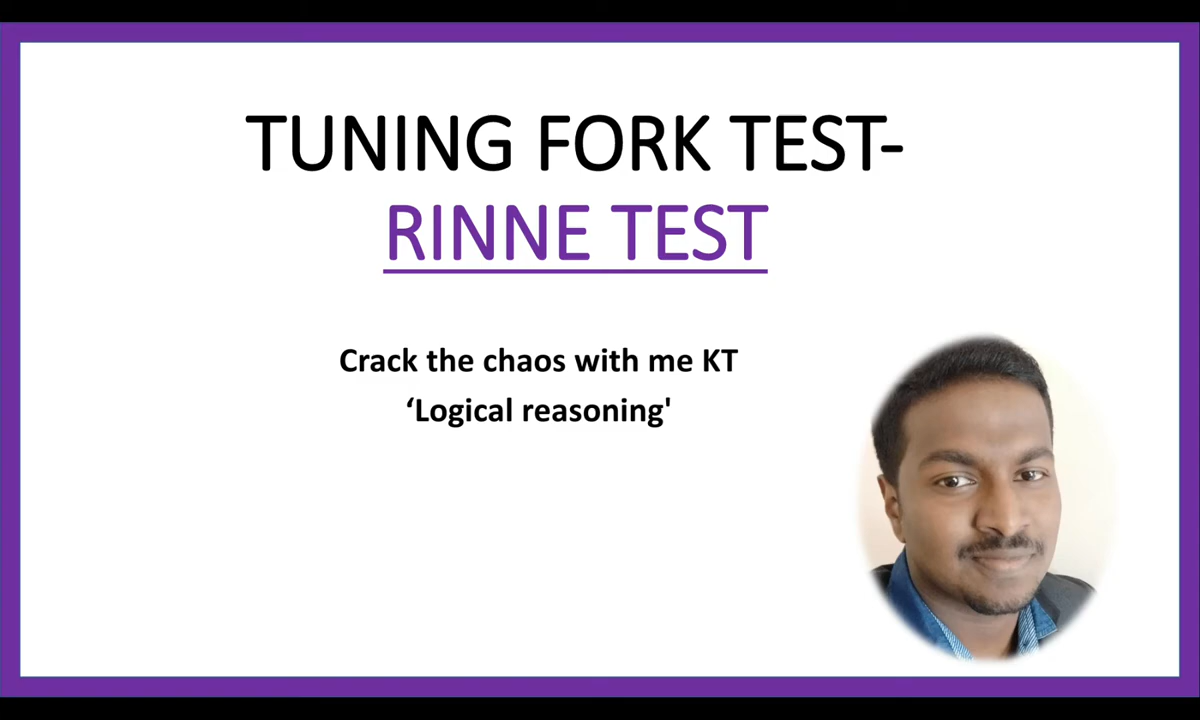 TUNING FORK TEST-
RINNE TEST
Crack the chaos with me KT
‘Logical reasoning'